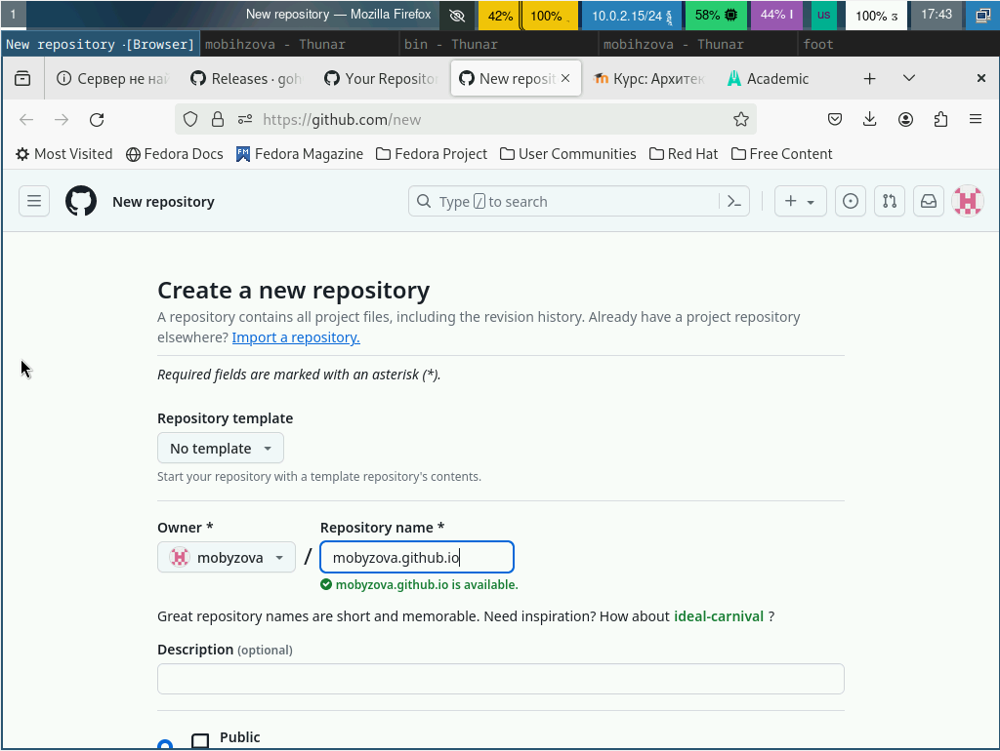 1 New repository — Mozilla Firefox 42% 100% 10.0.2.15/24 58% 44% us 100% 17:43
New repository -[Browser] mobihzova - Thunar bin - Thunar mobihzova - Thunar foot
Сервер не най Releases · goh Your Reposito New reposit Курс: Архитек Academic
https://github.com/new
Most Visited Fedora Docs Fedora Magazine Fedora Project User Communities Red Hat Free Content
New repository Type / to search
Create a new repository
A repository contains all project files, including the revision history. Already have a project repository
elsewhere? Import a repository.
Required fields are marked with an asterisk (*).
Repository template
No template
Start your repository with a template repository's contents.
Owner * Repository name *
mobyzova / mobyzova.github.io
mobyzova.github.io is available.
Great repository names are short and memorable. Need inspiration? How about ideal-carnival ?
Description (optional)
Public